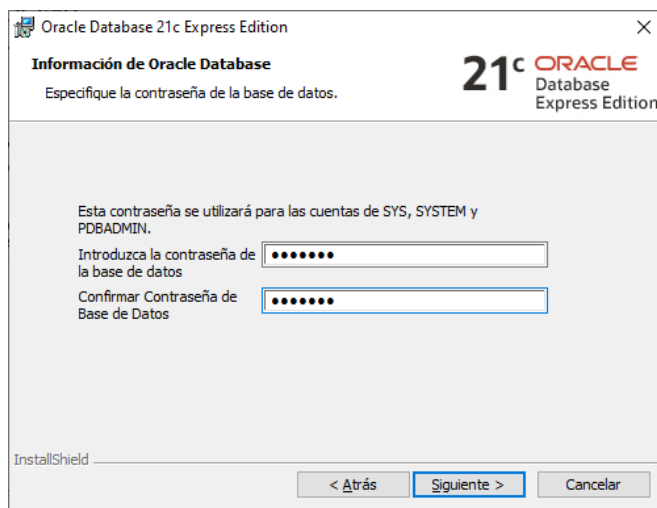 Oracle Database 21c Express Edition
Información de Oracle Database
Especifique la contraseña de la base de datos.
21c ORACLE
Database
Express Edition
Esta contraseña se utilizará para las cuentas de SYS, SYSTEM y
PDBADMIN.
Introduzca la contraseña de
la base de datos
•••••••
Confirmar Contraseña de
Base de Datos
•••••••
InstallShield
< Atrás
Siguiente >
Cancelar